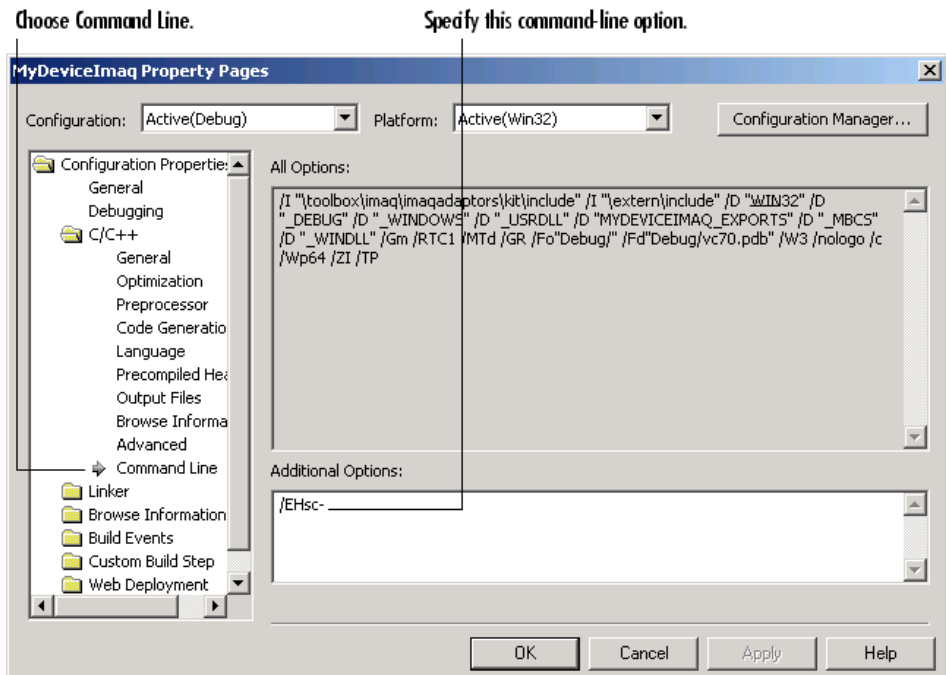 Choose Command Line.
Specify this command-line option.
MyDeviceImaq Property Pages
Configuration:
Active(Debug)
Platform:
Active(Win32)
Configuration Manager...
Configuration Properties
General
Debugging
C/C++
General
Optimization
Preprocessor
Code Generatio
Language
Precompiled Hea
Output Files
Browse Informa
Advanced
Command Line
Linker
Browse Information
Build Events
Custom Build Step
Web Deployment
All Options:
/I "\toolbox\imaq\imaqadaptors\kit\include" /I "\extern\include" /D "WIN32" /D
"_DEBUG" /D "_WINDOWS" /D "_USRDLL" /D "MYDEVICEIMAQ_EXPORTS" /D "_MBCS"
/D "_WINDLL" /Gm /RTC1 /MTd /GR /Fo"Debug/" /Fd"Debug/vc70.pdb" /W3 /nologo /c
/Wp64 /ZI /TP
Additional Options:
/EHsc-
OK
Cancel
Apply
Help